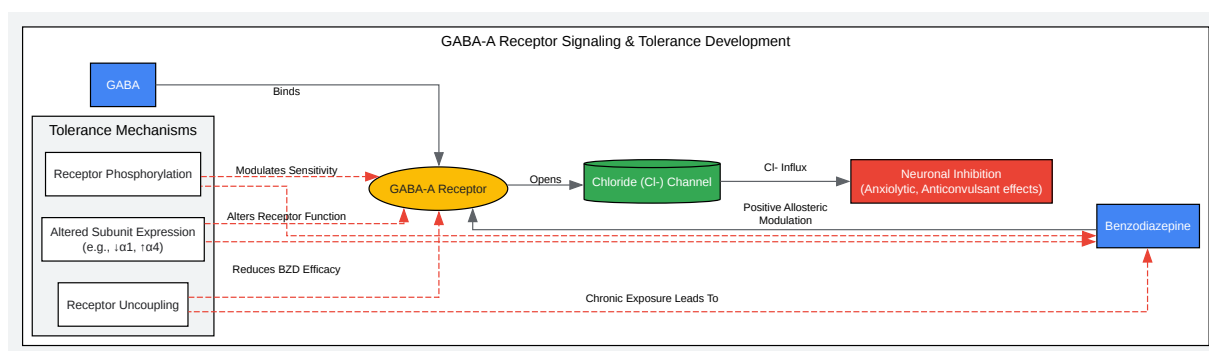 GABA-A Receptor Signaling & Tolerance Development
GABA
Binds
Tolerance Mechanisms
Receptor Phosphorylation
Modulates Sensitivity
GABA-A Receptor
Opens
Chloride (Cl-) Channel
Cl- Influx
Neuronal Inhibition
(Anxiolytic, Anticonvulsant effects)
Altered Subunit Expression
(e.g., ↓α1, ↑α4)
Alters Receptor Function
Positive Allosteric
Modulation
Benzodiazepine
Reduces BZD Efficacy
Receptor Uncoupling
Chronic Exposure Leads To